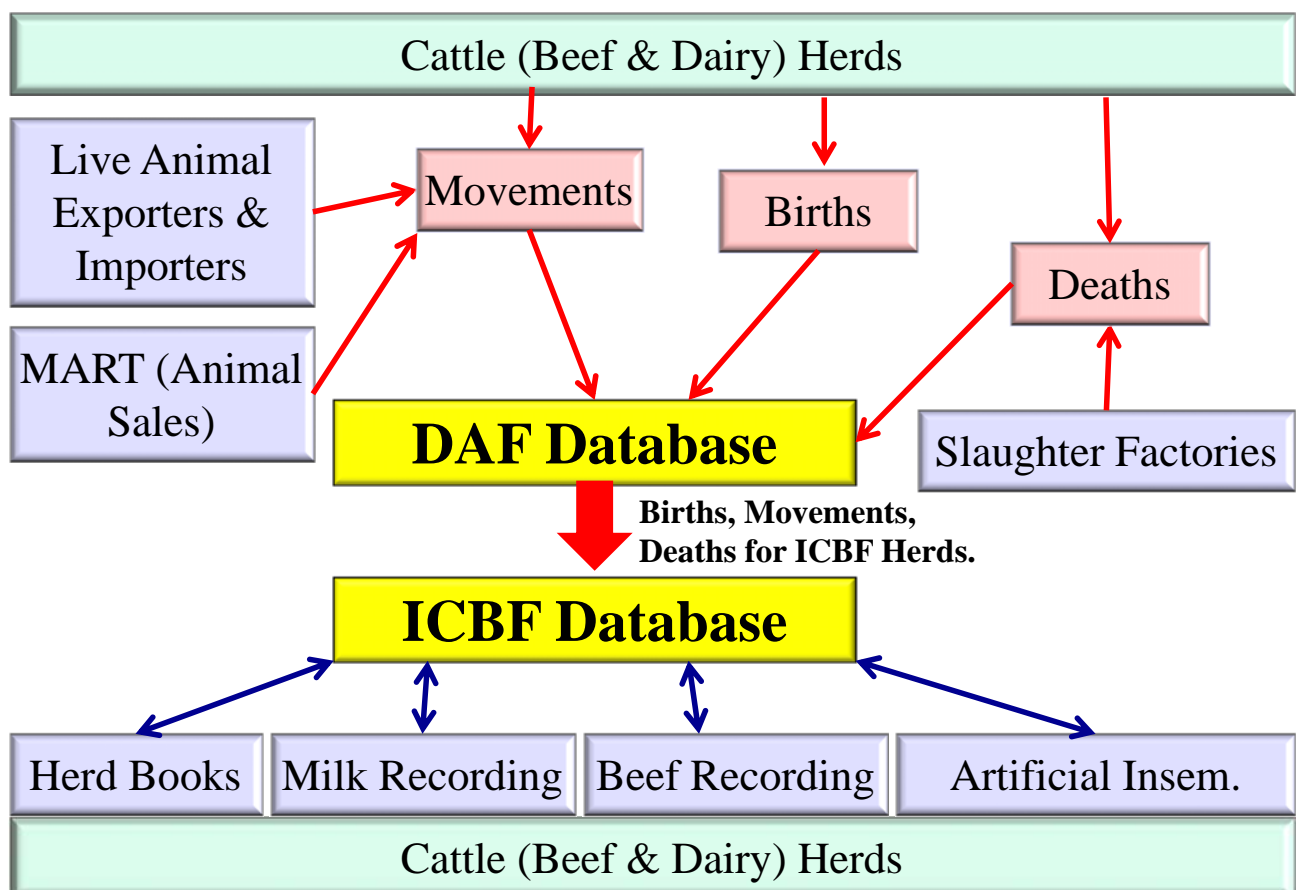 Cattle (Beef & Dairy) Herds
Live Animal
Exporters &
Importers
Movements
Births
Deaths
MART (Animal
Sales)
DAF Database
Slaughter Factories
Births, Movements,
Deaths for ICBF Herds.
ICBF Database
Herd Books
Milk Recording
Beef Recording
Artificial Insem.
Cattle (Beef & Dairy) Herds